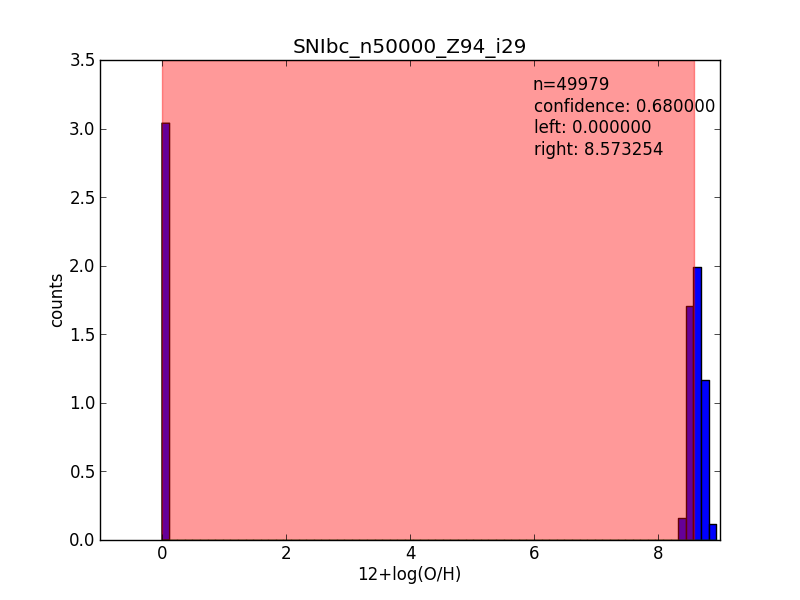 SNIbc_n50000_Z94_i29
3.5
3.0
2.5
2.0
1.5
1.0
0.5
0.0
counts
n=49979
confidence: 0.680000
left: 0.000000
right: 8.573254
0 2 4 6 8
12+log(O/H)